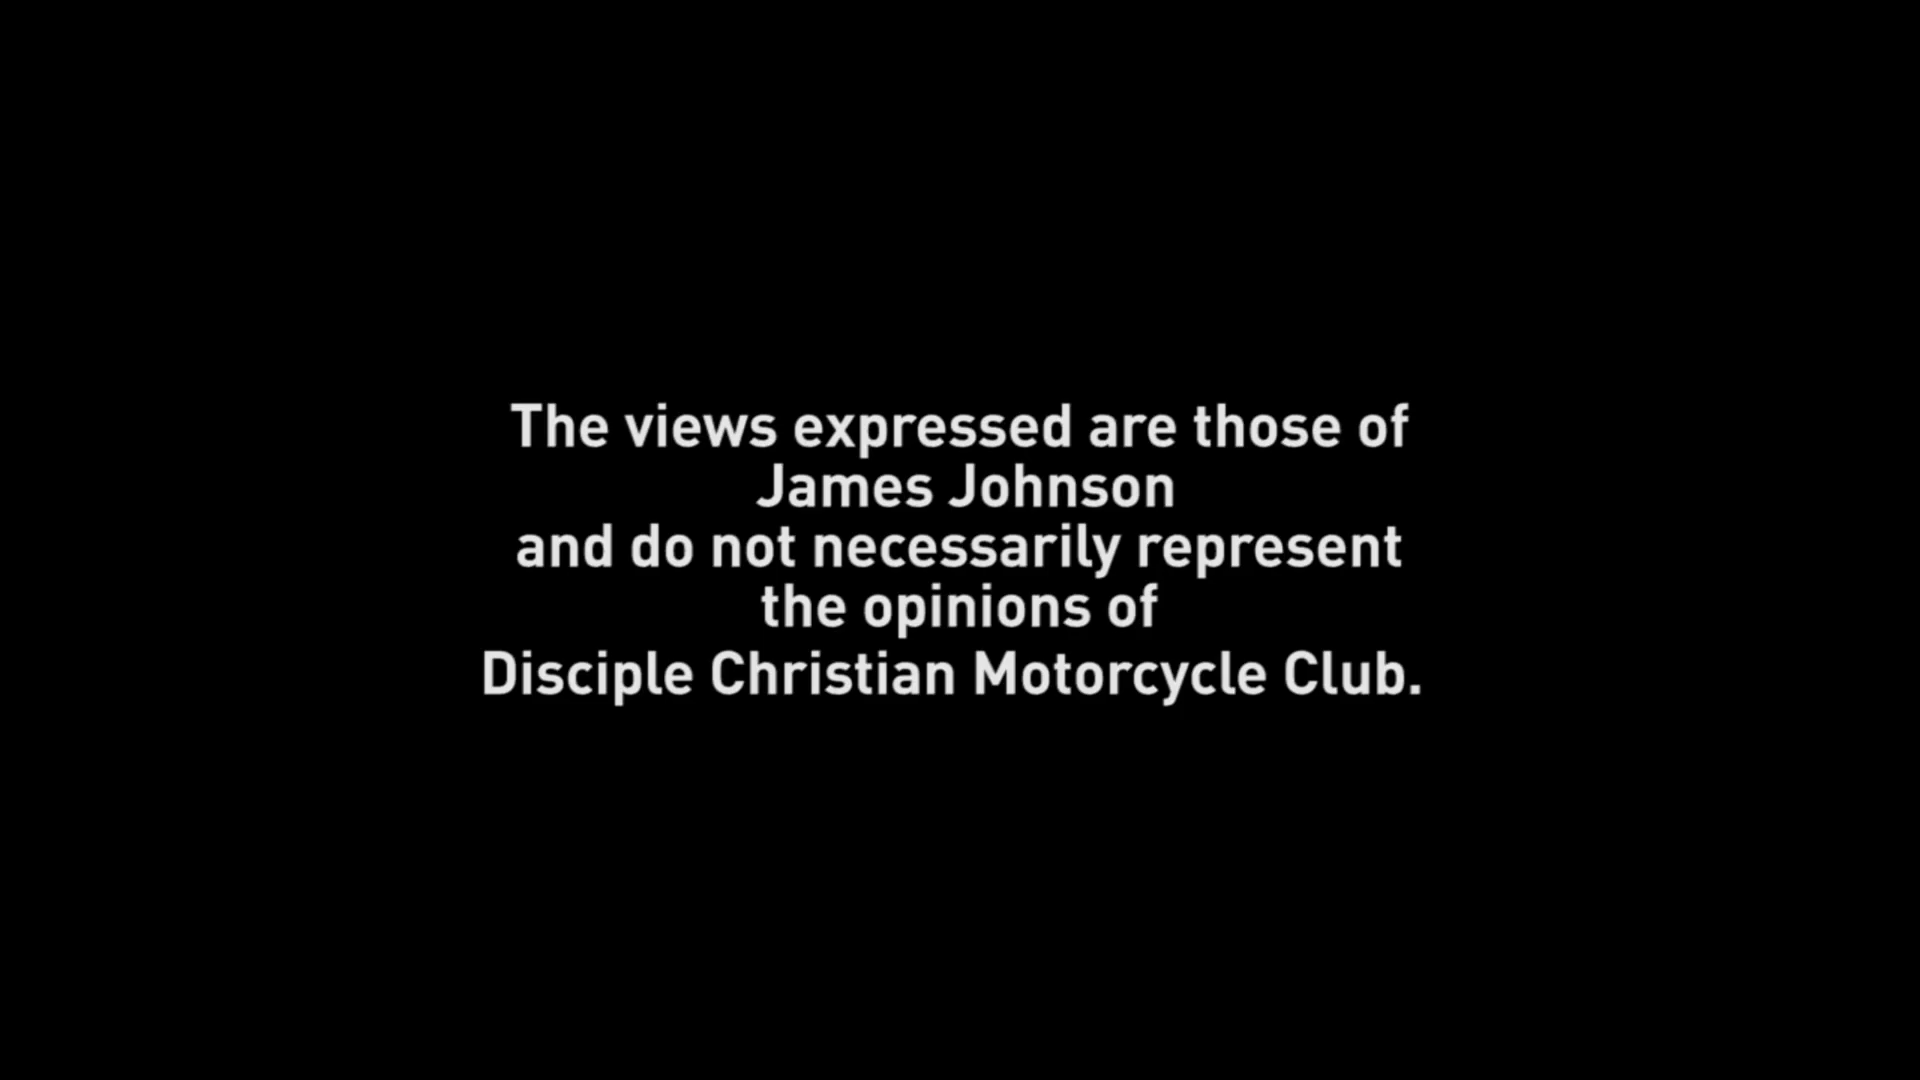 The views expressed are those of
James Johnson
and do not necessarily represent
the opinions of
Disciple Christian Motorcycle Club.